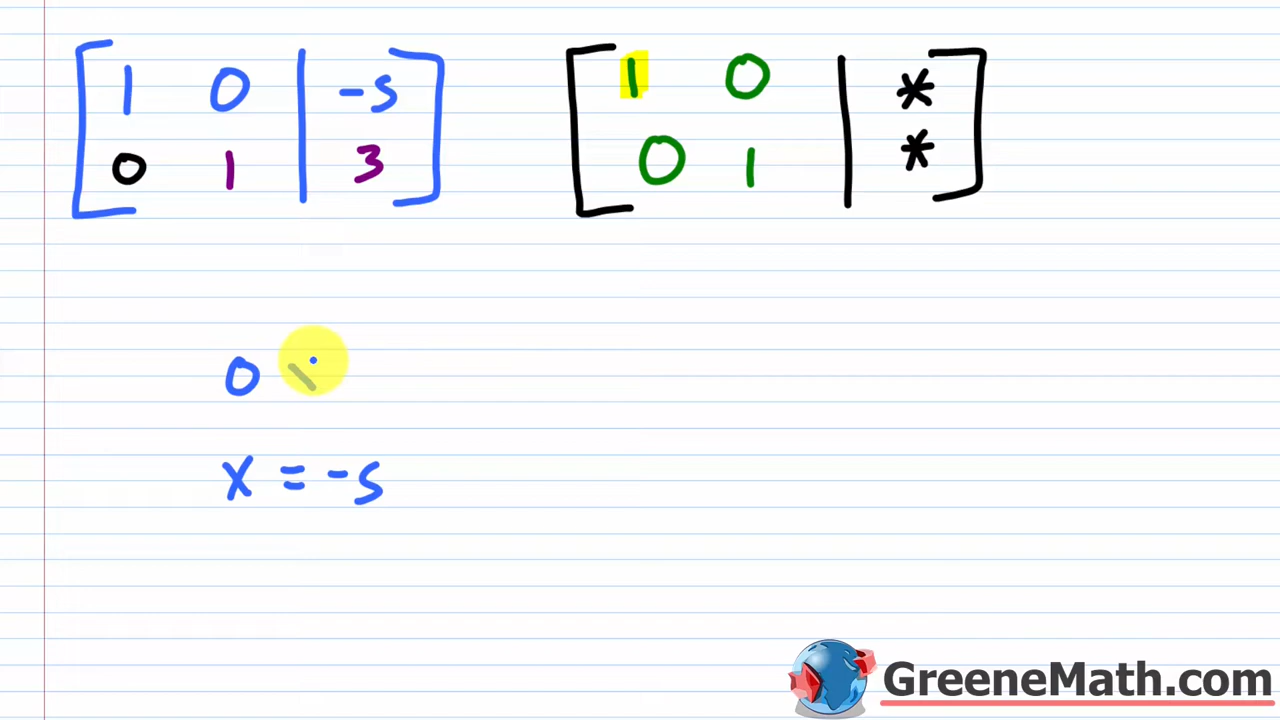 1 0 | -5
0 1 | 3
1 0 | *
0 1 | *
0
x = -5
GreeneMath.com